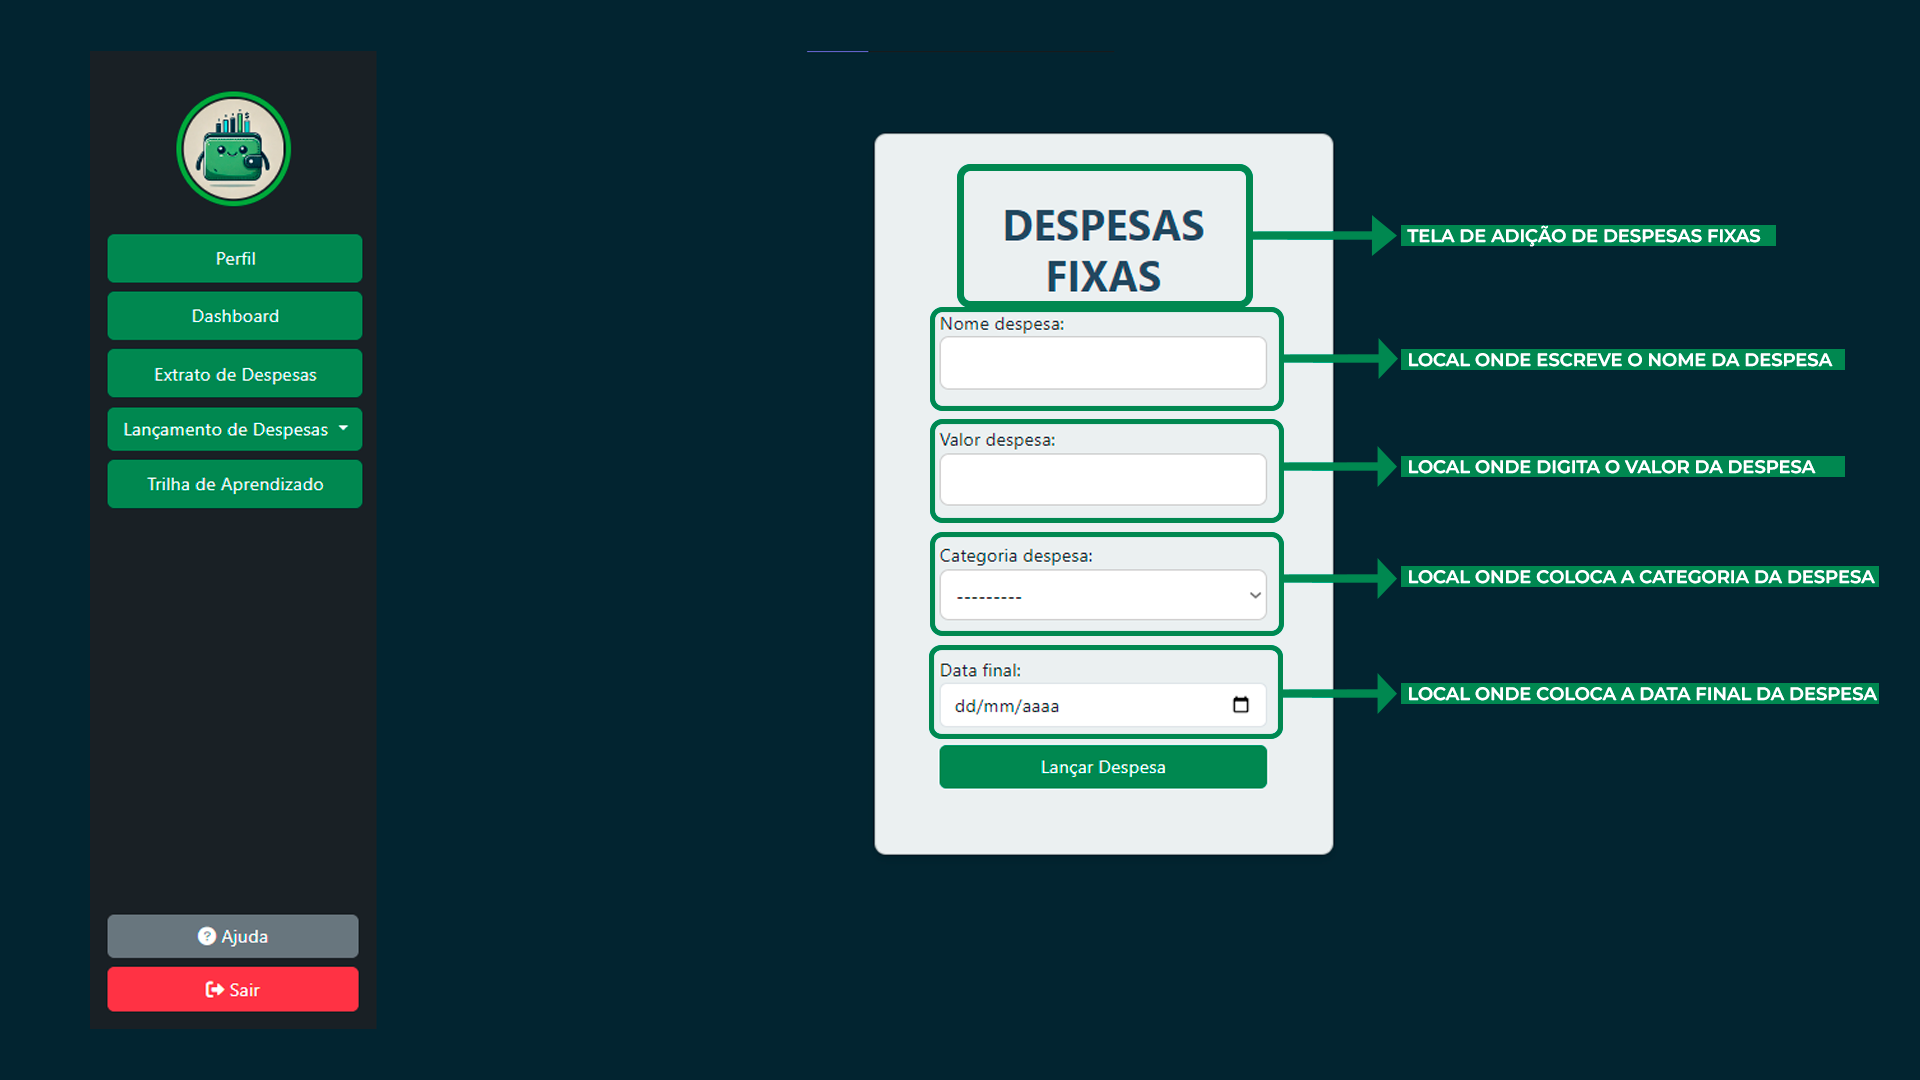 Perfil
Dashboard
Extrato de Despesas
Lançamento de Despesas
Trilha de Aprendizado
Ajuda
Sair
DESPESAS
FIXAS
TELA DE ADIÇÃO DE DESPESAS FIXAS
Nome despesa:
LOCAL ONDE ESCREVE O NOME DA DESPESA
Valor despesa:
LOCAL ONDE DIGITA O VALOR DA DESPESA
Categoria despesa:
---------
LOCAL ONDE COLOCA A CATEGORIA DA DESPESA
Data final:
dd/mm/aaaa
LOCAL ONDE COLOCA A DATA FINAL DA DESPESA
Lançar Despesa